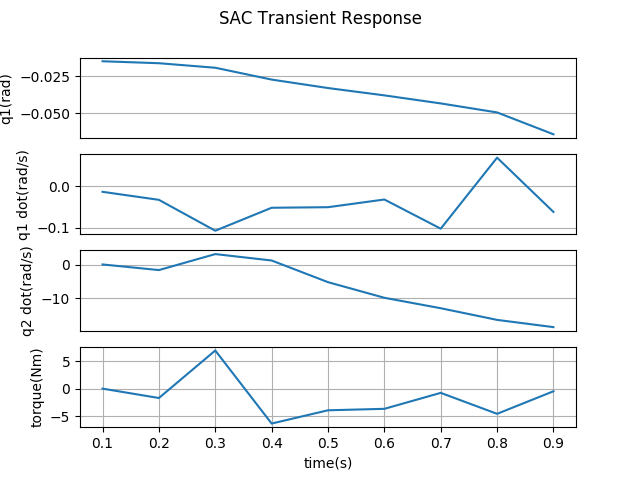 SAC Transient Response
−0.025
−0.050
q1(rad)
0.0
−0.1
q1 dot(rad/s)
0
−10
q2 dot(rad/s)
5
0
−5
torque(Nm)
0.1 0.2 0.3 0.4 0.5 0.6 0.7 0.8 0.9
time(s)